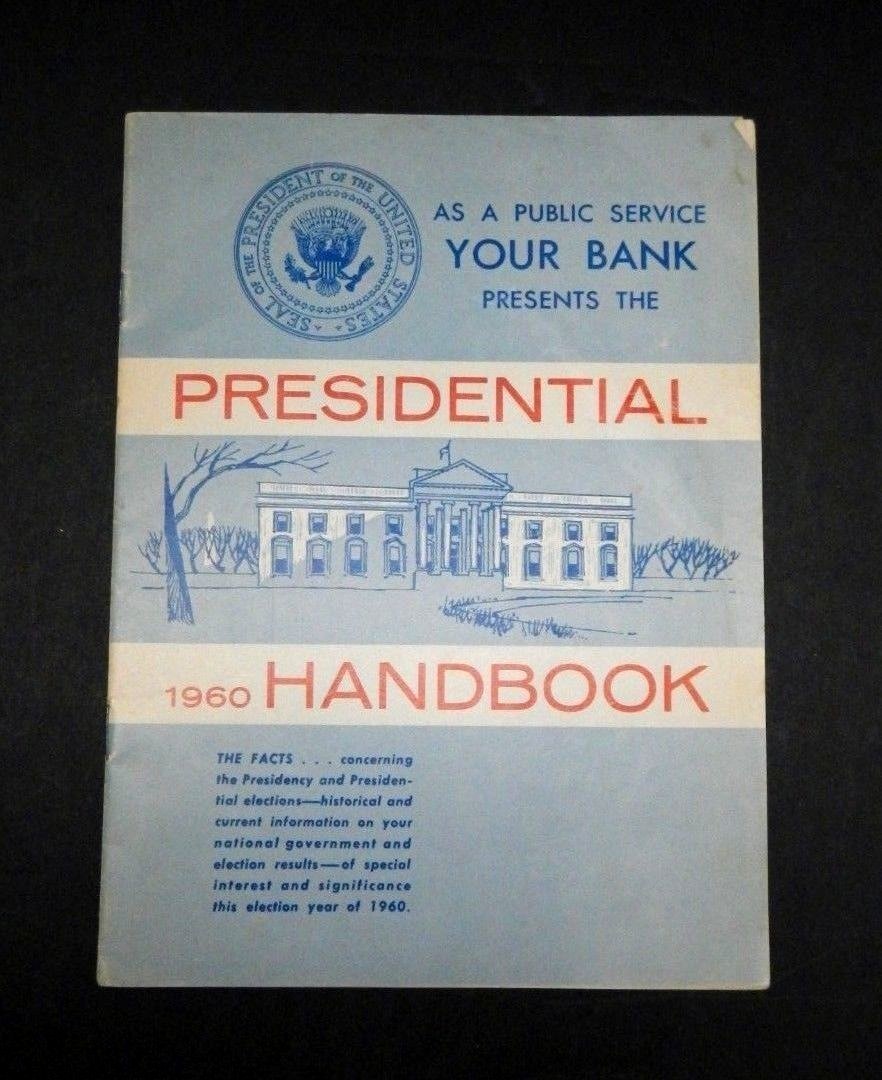 SEAL OF THE PRESIDENT OF THE UNITED STATES
AS A PUBLIC SERVICE
YOUR BANK
PRESENTS THE
PRESIDENTIAL
1960 HANDBOOK
THE FACTS . . . concerning
the Presidency and Presiden-
tial elections—historical and
current information on your
national government and
election results—of special
interest and significance
this election year of 1960.